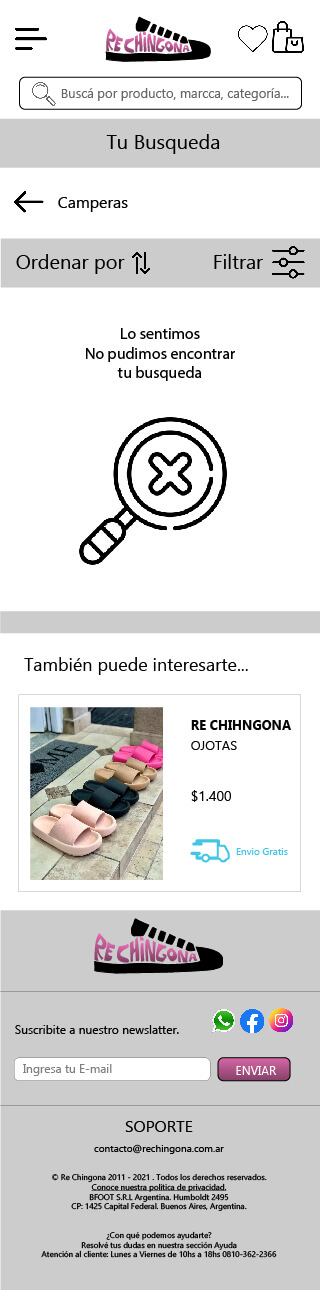 RE CHINGONA
Buscá por producto, marcca, categoría...
Tu Busqueda
Camperas
Ordenar por
Filtrar
Lo sentimos
No pudimos encontrar
tu busqueda
También puede interesarte...
RE CHIHNGONA
OJOTAS
$1.400
Envio Gratis
RE CHINGONA
Suscribite a nuestro newslatter.
Ingresa tu E-mail
ENVIAR
SOPORTE
contacto@rechingona.com.ar
© Re Chingona 2011 - 2021 . Todos los derechos reservados.
Conoce nuestra política de privacidad.
BFOOT S.R.L Argentina. Humboldt 2495
CP: 1425 Capital Federal. Buenos Aires, Argentina.
¿Con qué podemos ayudarte?
Resolvé tus dudas en nuestra sección Ayuda
Atención al cliente: Lunes a Viernes de 10hs a 18hs 0810-362-2366